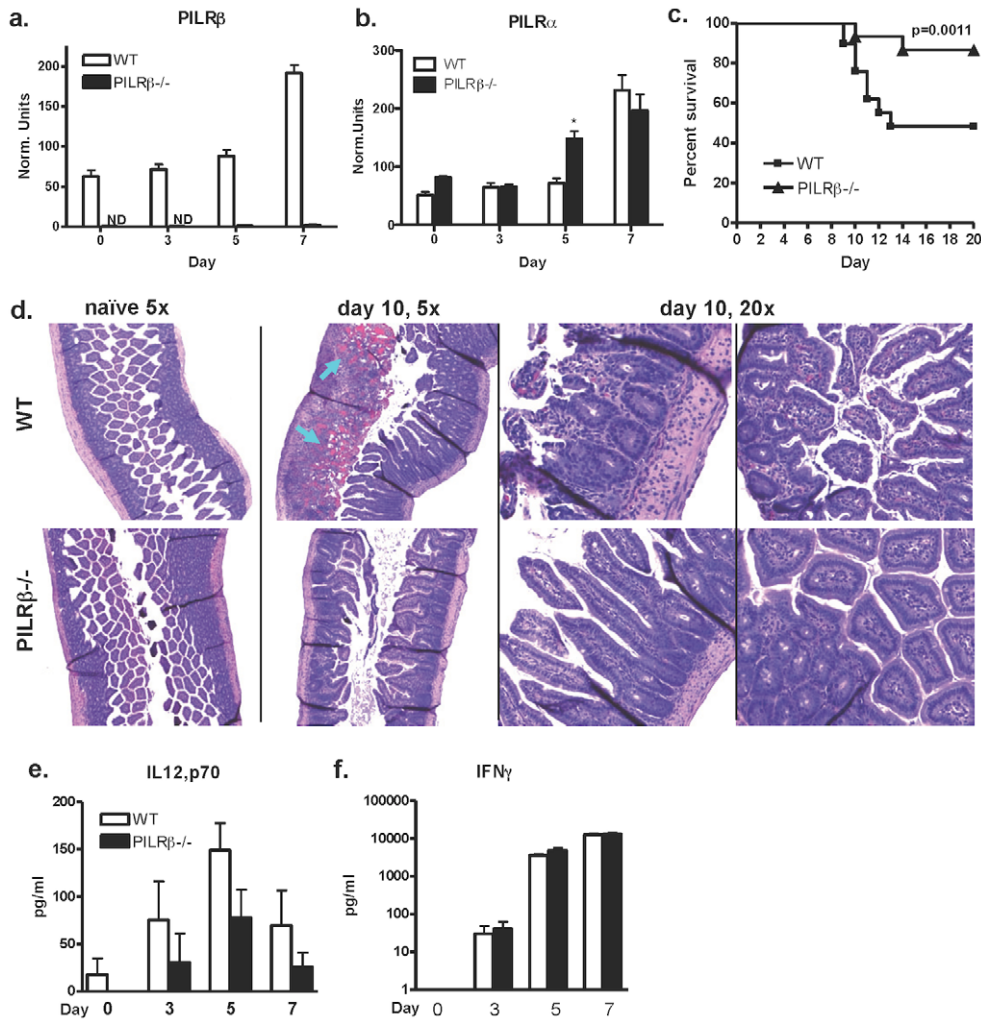 a.
PILRβ
WT
PILRβ-/-
Norm. Units
200
150
100
50
0
ND
ND
0 3 5 7
Day
b.
PILRα
WT
PILRβ-/-
Norm.Units
300
200
100
0
*
0 3 5 7
Day
c.
p=0.0011
Percent survival
100
80
60
40
20
0
WT
PILRβ-/-
0 2 4 6 8 10 12 14 16 18 20
Day
d.
naïve 5x
day 10, 5x
day 10, 20x
WT
PILRβ-/-
e.
IL12,p70
WT
PILRβ-/-
pg/ml
200
150
100
50
0
Day 0 3 5 7
f.
IFNγ
pg/ml
100000
10000
1000
100
10
1
Day 0 3 5 7